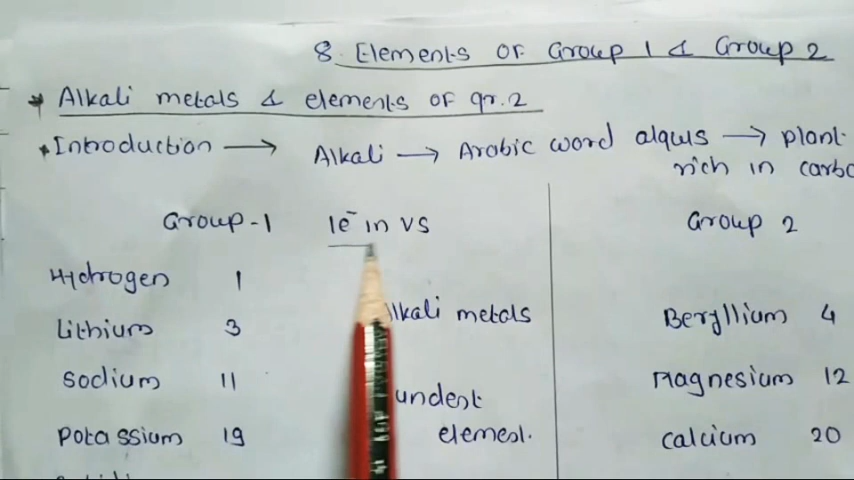 8. Elements of Group 1 & Group 2
* Alkali metals & elements of gr.2
* Introduction → Alkali → Arabic word alquis → plant
rich in carbo
Group-1 1e⁻ in VS Group 2
Hydrogen 1
lkali metals Beryllium 4
Lithium 3
Sodium 11 Magnesium 12
undest
Potassium 19 elemest. Calcium 20